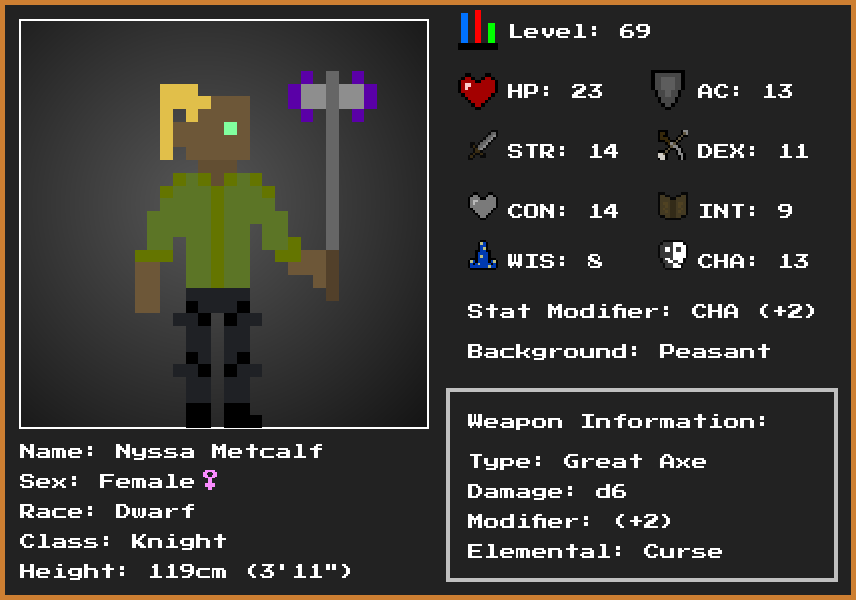 Level: 69
HP: 23
AC: 13
STR: 14
DEX: 11
CON: 14
INT: 9
WIS: 8
CHA: 13
Stat Modifier: CHA (+2)
Background: Peasant
Weapon Information:
Type: Great Axe
Damage: d6
Modifier: (+2)
Elemental: Curse
Name: Nyssa Metcalf
Sex: Female♀
Race: Dwarf
Class: Knight
Height: 119cm (3'11")